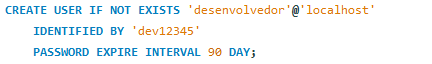 CREATE USER IF NOT EXISTS 'desenvolvedor'@'localhost'
IDENTIFIED BY 'dev12345'
PASSWORD EXPIRE INTERVAL 90 DAY;